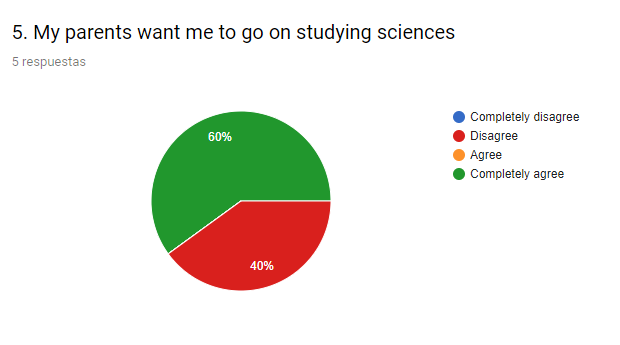 5. My parents want me to go on studying sciences
5 respuestas
60%
40%
Completely disagree
Disagree
Agree
Completely agree